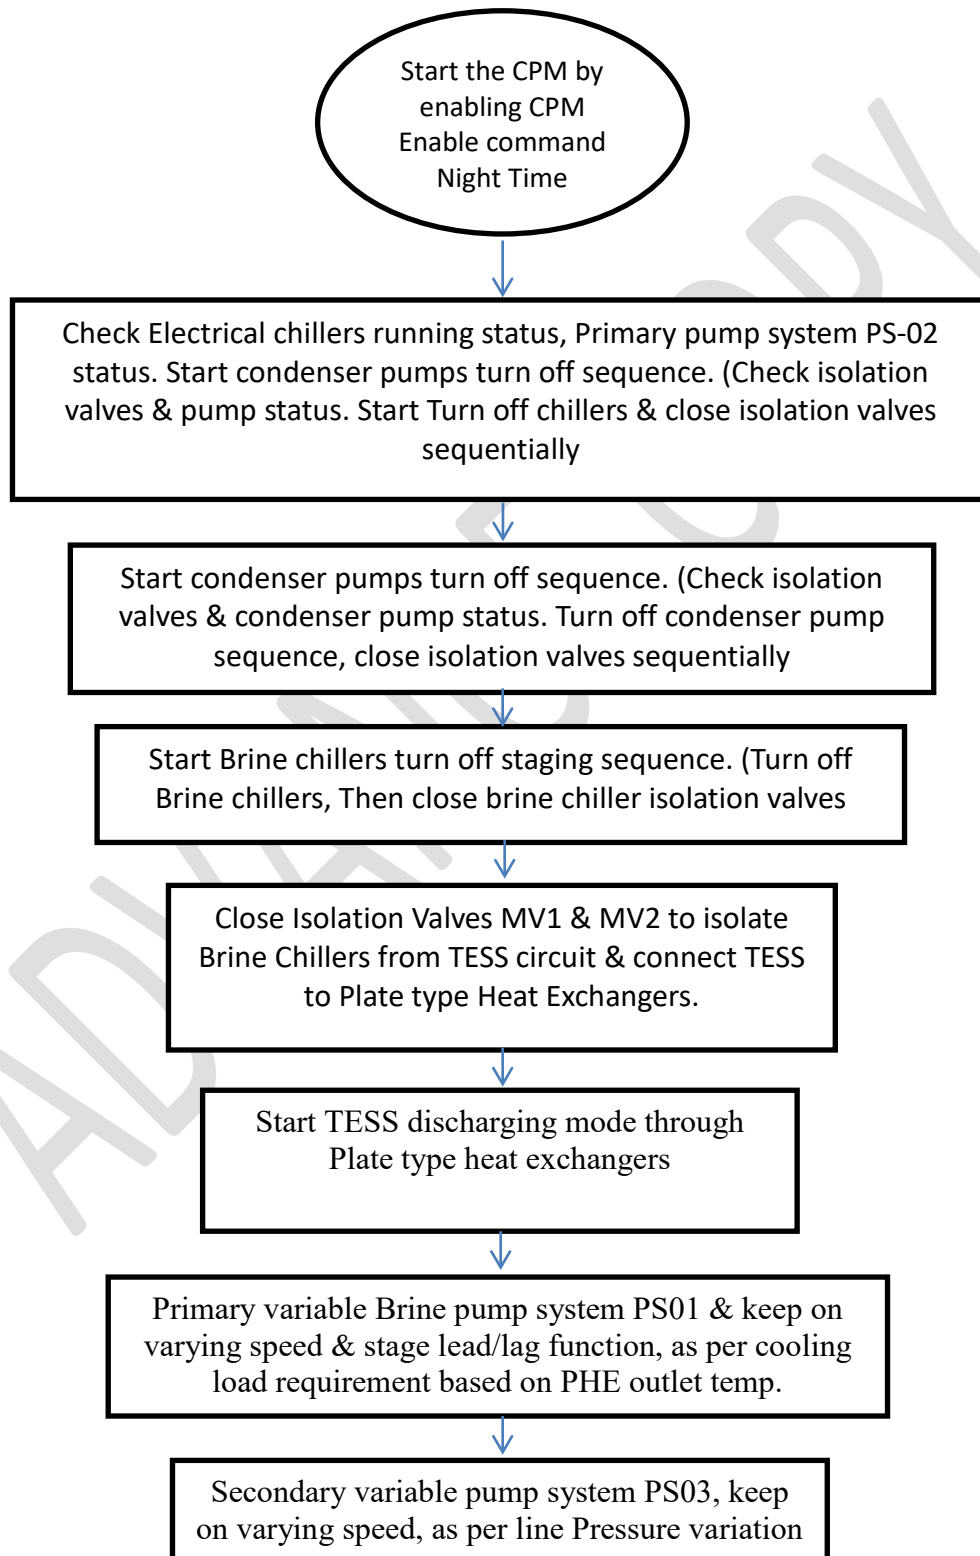 Start the CPM by
enabling CPM
Enable command
Night Time
Check Electrical chillers running status, Primary pump system PS-02
status. Start condenser pumps turn off sequence. (Check isolation
valves & pump status. Start Turn off chillers & close isolation valves
sequentially
Start condenser pumps turn off sequence. (Check isolation
valves & condenser pump status. Turn off condenser pump
sequence, close isolation valves sequentially
Start Brine chillers turn off staging sequence. (Turn off
Brine chillers, Then close brine chiller isolation valves
Close Isolation Valves MV1 & MV2 to isolate
Brine Chillers from TESS circuit & connect TESS
to Plate type Heat Exchangers.
Start TESS discharging mode through
Plate type heat exchangers
Primary variable Brine pump system PS01 & keep on
varying speed & stage lead/lag function, as per cooling
load requirement based on PHE outlet temp.
Secondary variable pump system PS03, keep
on varying speed, as per line Pressure variation
ADVANCE COPY